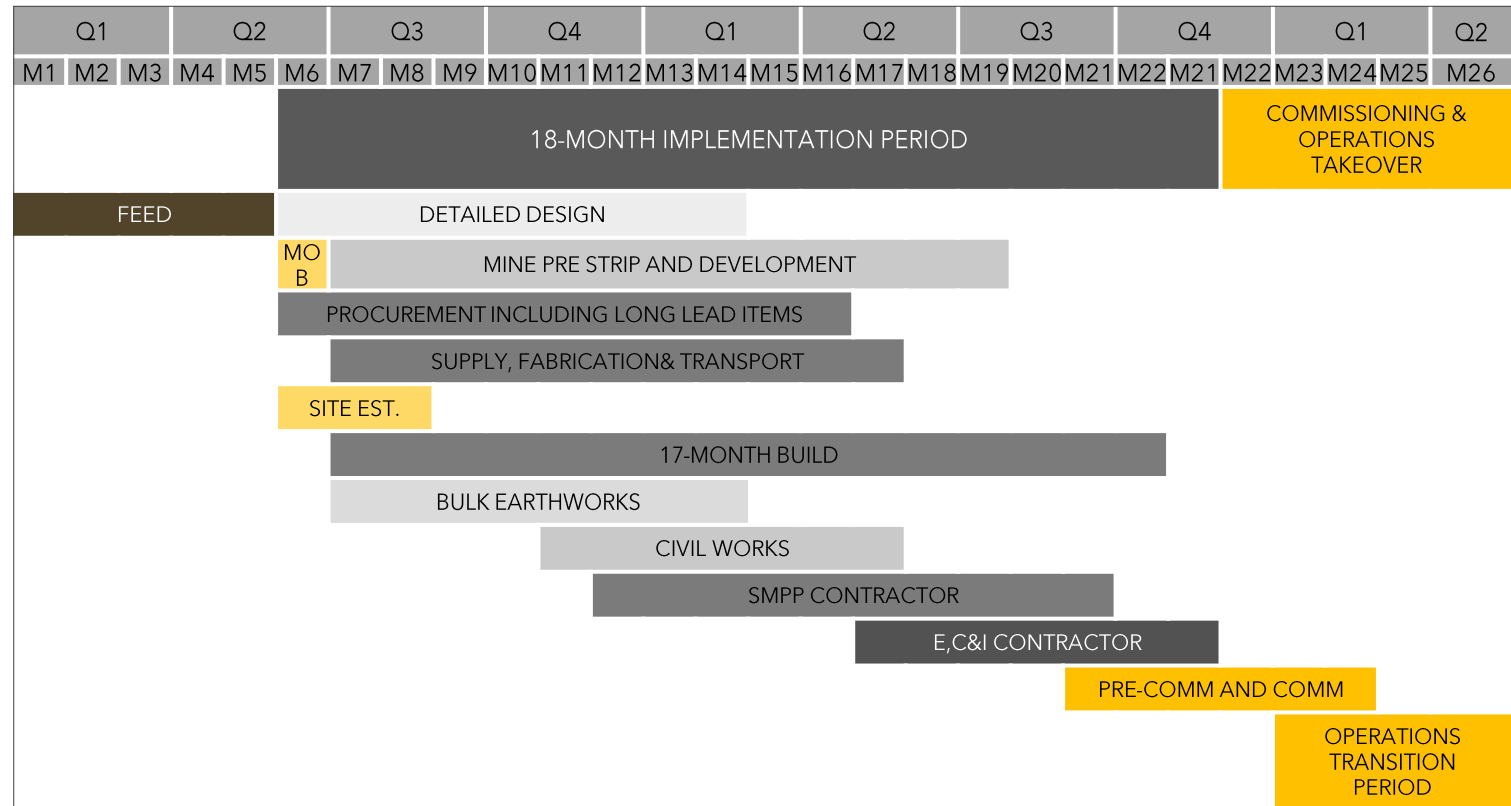 Q1 Q2 Q3 Q4 Q1 Q2 Q3 Q4 Q1 Q2
M1 M2 M3 M4 M5 M6 M7 M8 M9 M10 M11 M12 M13 M14 M15 M16 M17 M18 M19 M20 M21 M22 M21 M22 M23 M24 M25 M26
18-MONTH IMPLEMENTATION PERIOD
COMMISSIONING &
OPERATIONS
TAKEOVER
FEED
DETAILED DESIGN
MO
B
MINE PRE STRIP AND DEVELOPMENT
PROCUREMENT INCLUDING LONG LEAD ITEMS
SUPPLY, FABRICATION& TRANSPORT
SITE EST.
17-MONTH BUILD
BULK EARTHWORKS
CIVIL WORKS
SMPP CONTRACTOR
E,C&I CONTRACTOR
PRE-COMM AND COMM
OPERATIONS
TRANSITION
PERIOD